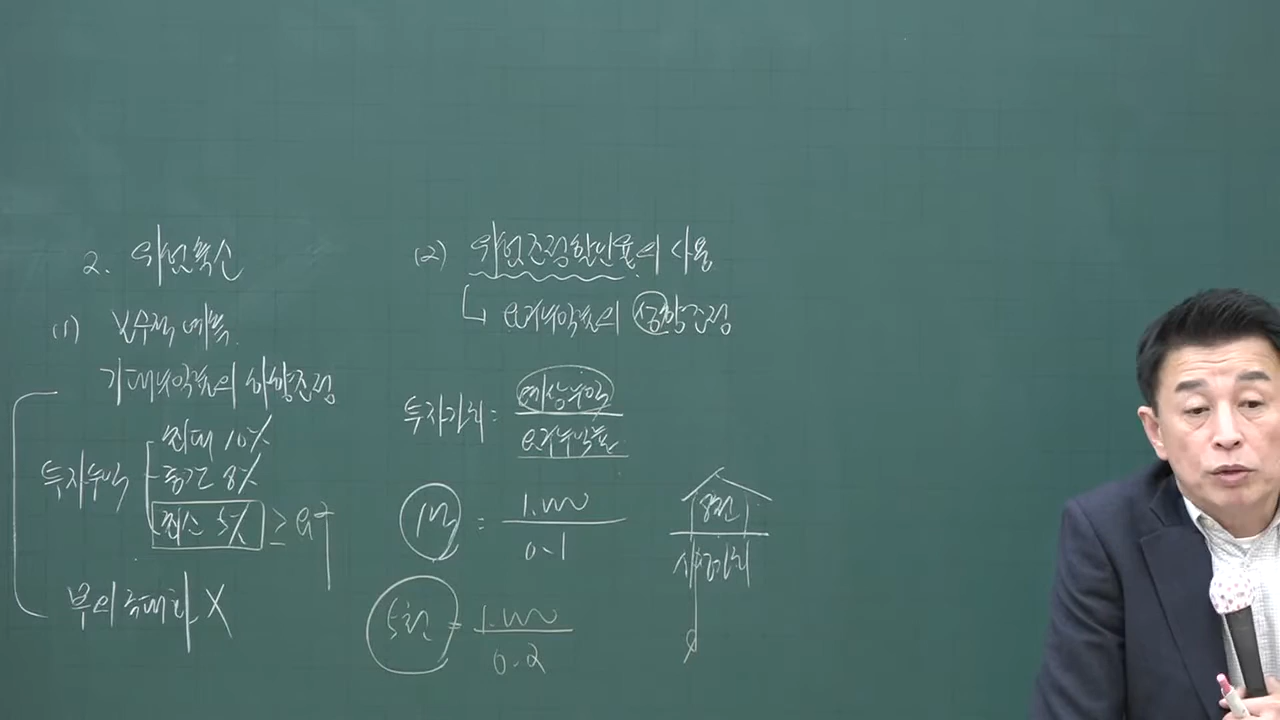 2. 위험혹신
(1) 보수적 예측
기대수익률의 하향조정
투자수익
최대 10%
중간 8%
최소 5% ≥ 요구
부의 극대화 X
(2) 위험조정할인율의 사용
요구수익률의 상향조정
투자가치 = 예상수익 / 요구수익률
1억 = 1.000 / 0.1
5천 = 1.000 / 0.2
8천
시장가치